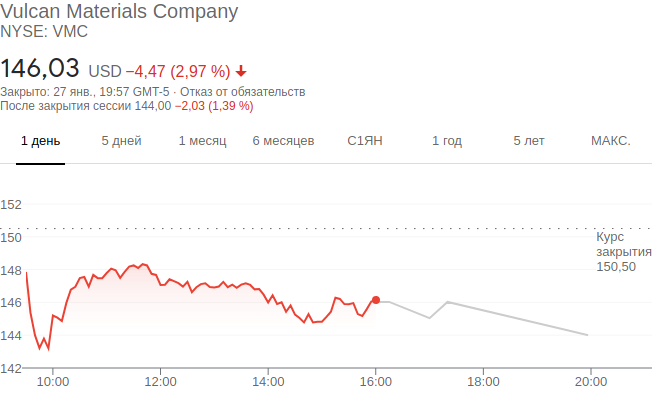 Vulcan Materials Company
NYSE: VMC
146,03 USD −4,47 (2,97 %)
Закрыто: 27 янв., 19:57 GMT-5 · Отказ от обязательств
После закрытия сессии 144,00 −2,03 (1,39 %)
1 день 5 дней 1 месяц 6 месяцев С1ЯН 1 год 5 лет МАКС.
152
150
148
146
144
142
Курс
закрытия
150,50
10:00 12:00 14:00 16:00 18:00 20:00